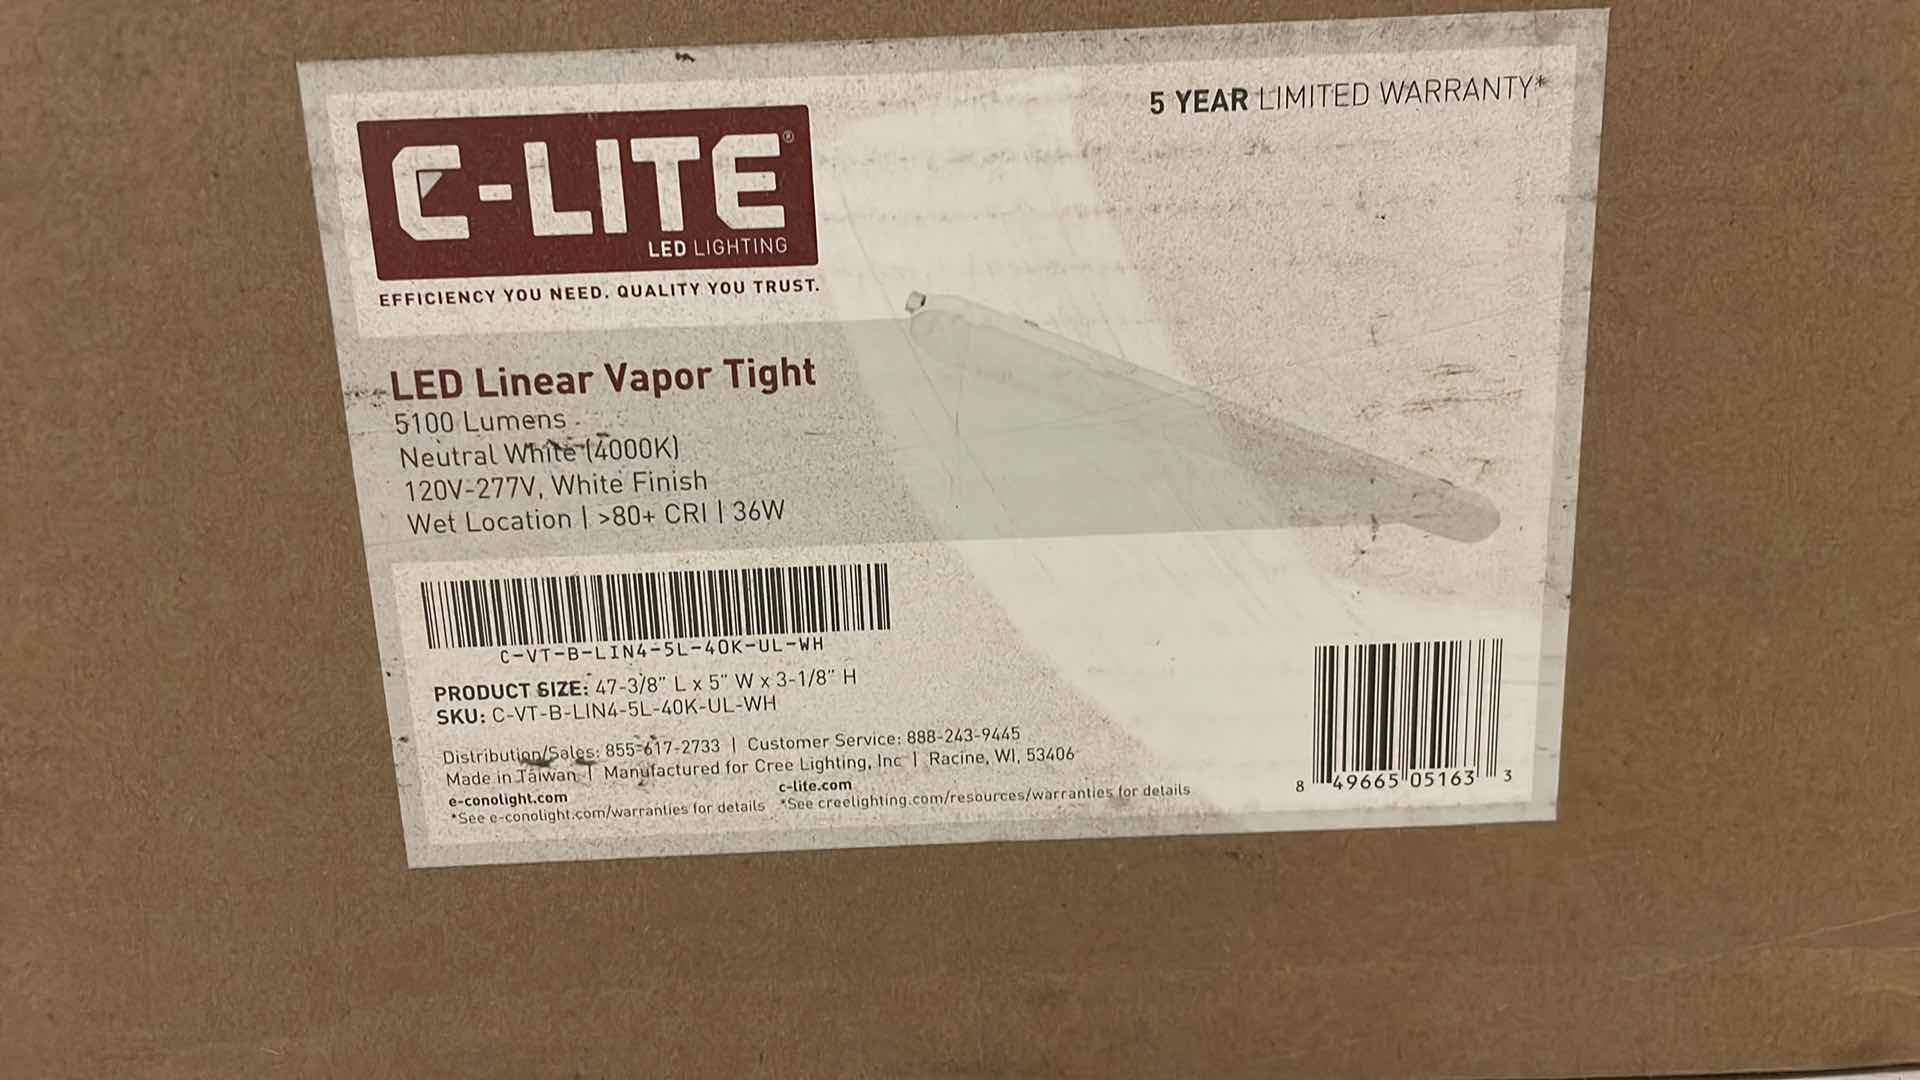 5 YEAR LIMITED WARRANTY*
C-LITE®
LED LIGHTING
EFFICIENCY YOU NEED. QUALITY YOU TRUST.
LED Linear Vapor Tight
5100 Lumens
Neutral White (4000K)
120V-277V, White Finish
Wet Location | >80+ CRI | 36W
C-VT-B-LIN4-5L-40K-UL-WH
PRODUCT SIZE: 47-3/8" L x 5" W x 3-1/8" H
SKU: C-VT-B-LIN4-5L-40K-UL-WH
Distribution/Sales: 855-617-2733 | Customer Service: 888-243-9445
Made in Taiwan | Manufactured for Cree Lighting, Inc | Racine, WI, 53406
e-conolight.com c-lite.com
*See e-conolight.com/warranties for details *See creelighting.com/resources/warranties for details
8 49665 05163 3